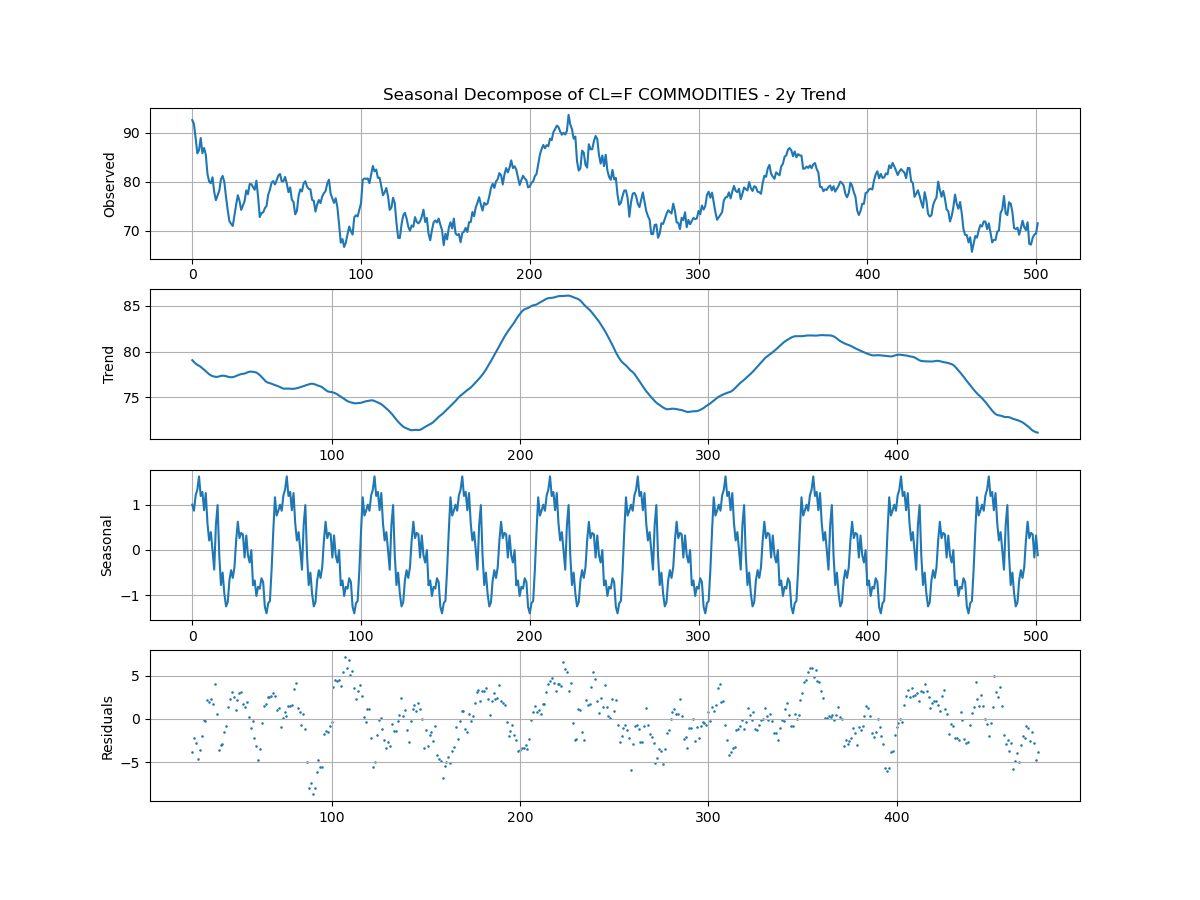 Seasonal Decompose of CL=F COMMODITIES - 2y Trend
Observed
90
80
70
0 100 200 300 400 500
Trend
85
80
75
100 200 300 400
Seasonal
1
0
−1
0 100 200 300 400 500
Residuals
5
0
−5
100 200 300 400